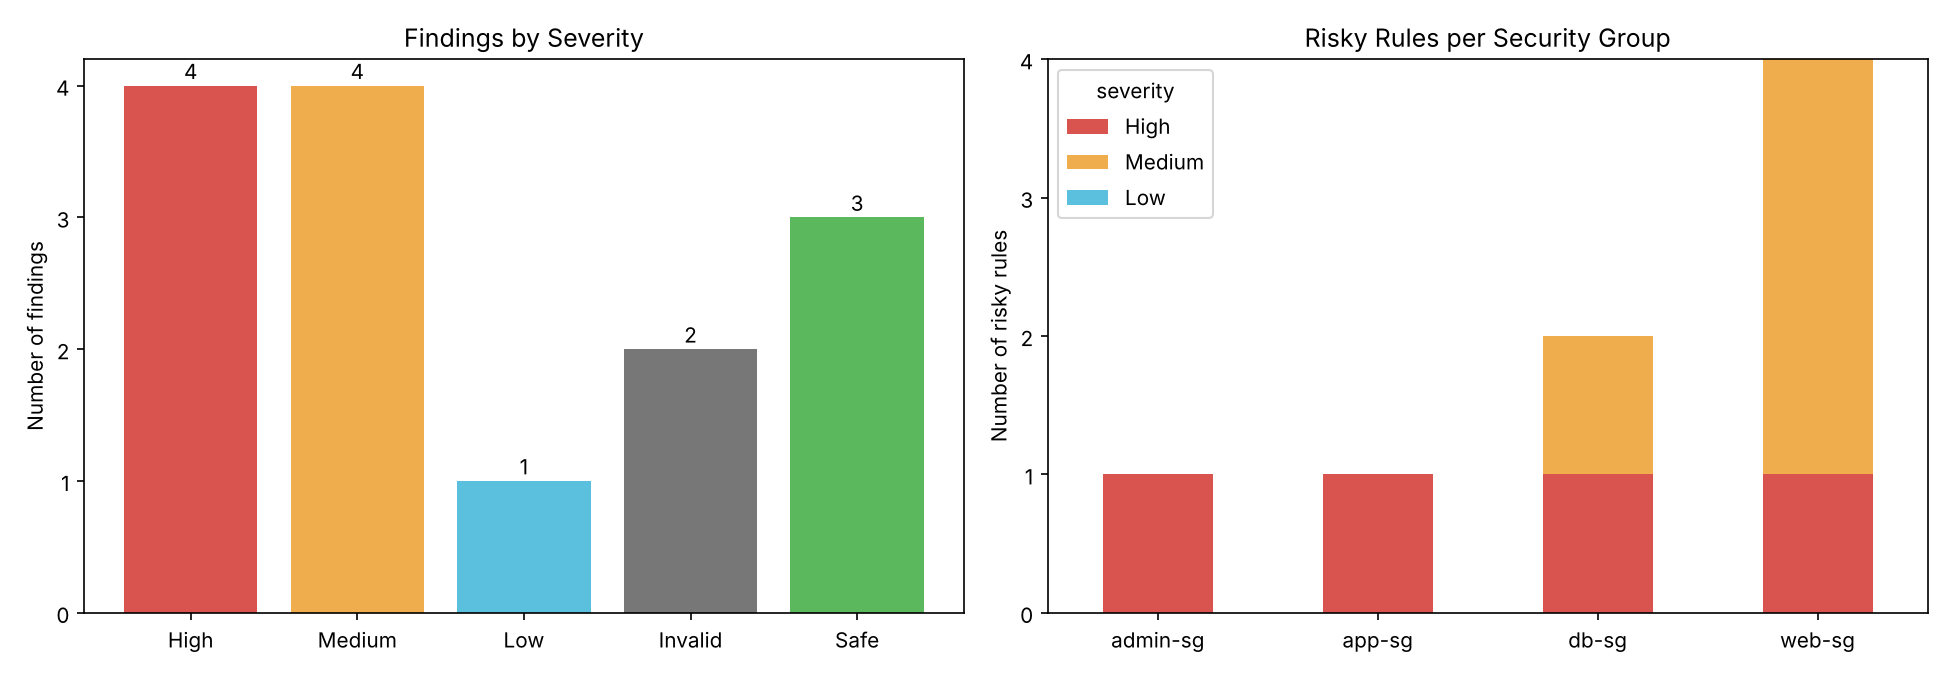 Findings by Severity
Number of findings
4
3
2
1
0
4
4
1
2
3
High
Medium
Low
Invalid
Safe
Risky Rules per Security Group
Number of risky rules
4
3
2
1
0
severity
High
Medium
Low
admin-sg
app-sg
db-sg
web-sg